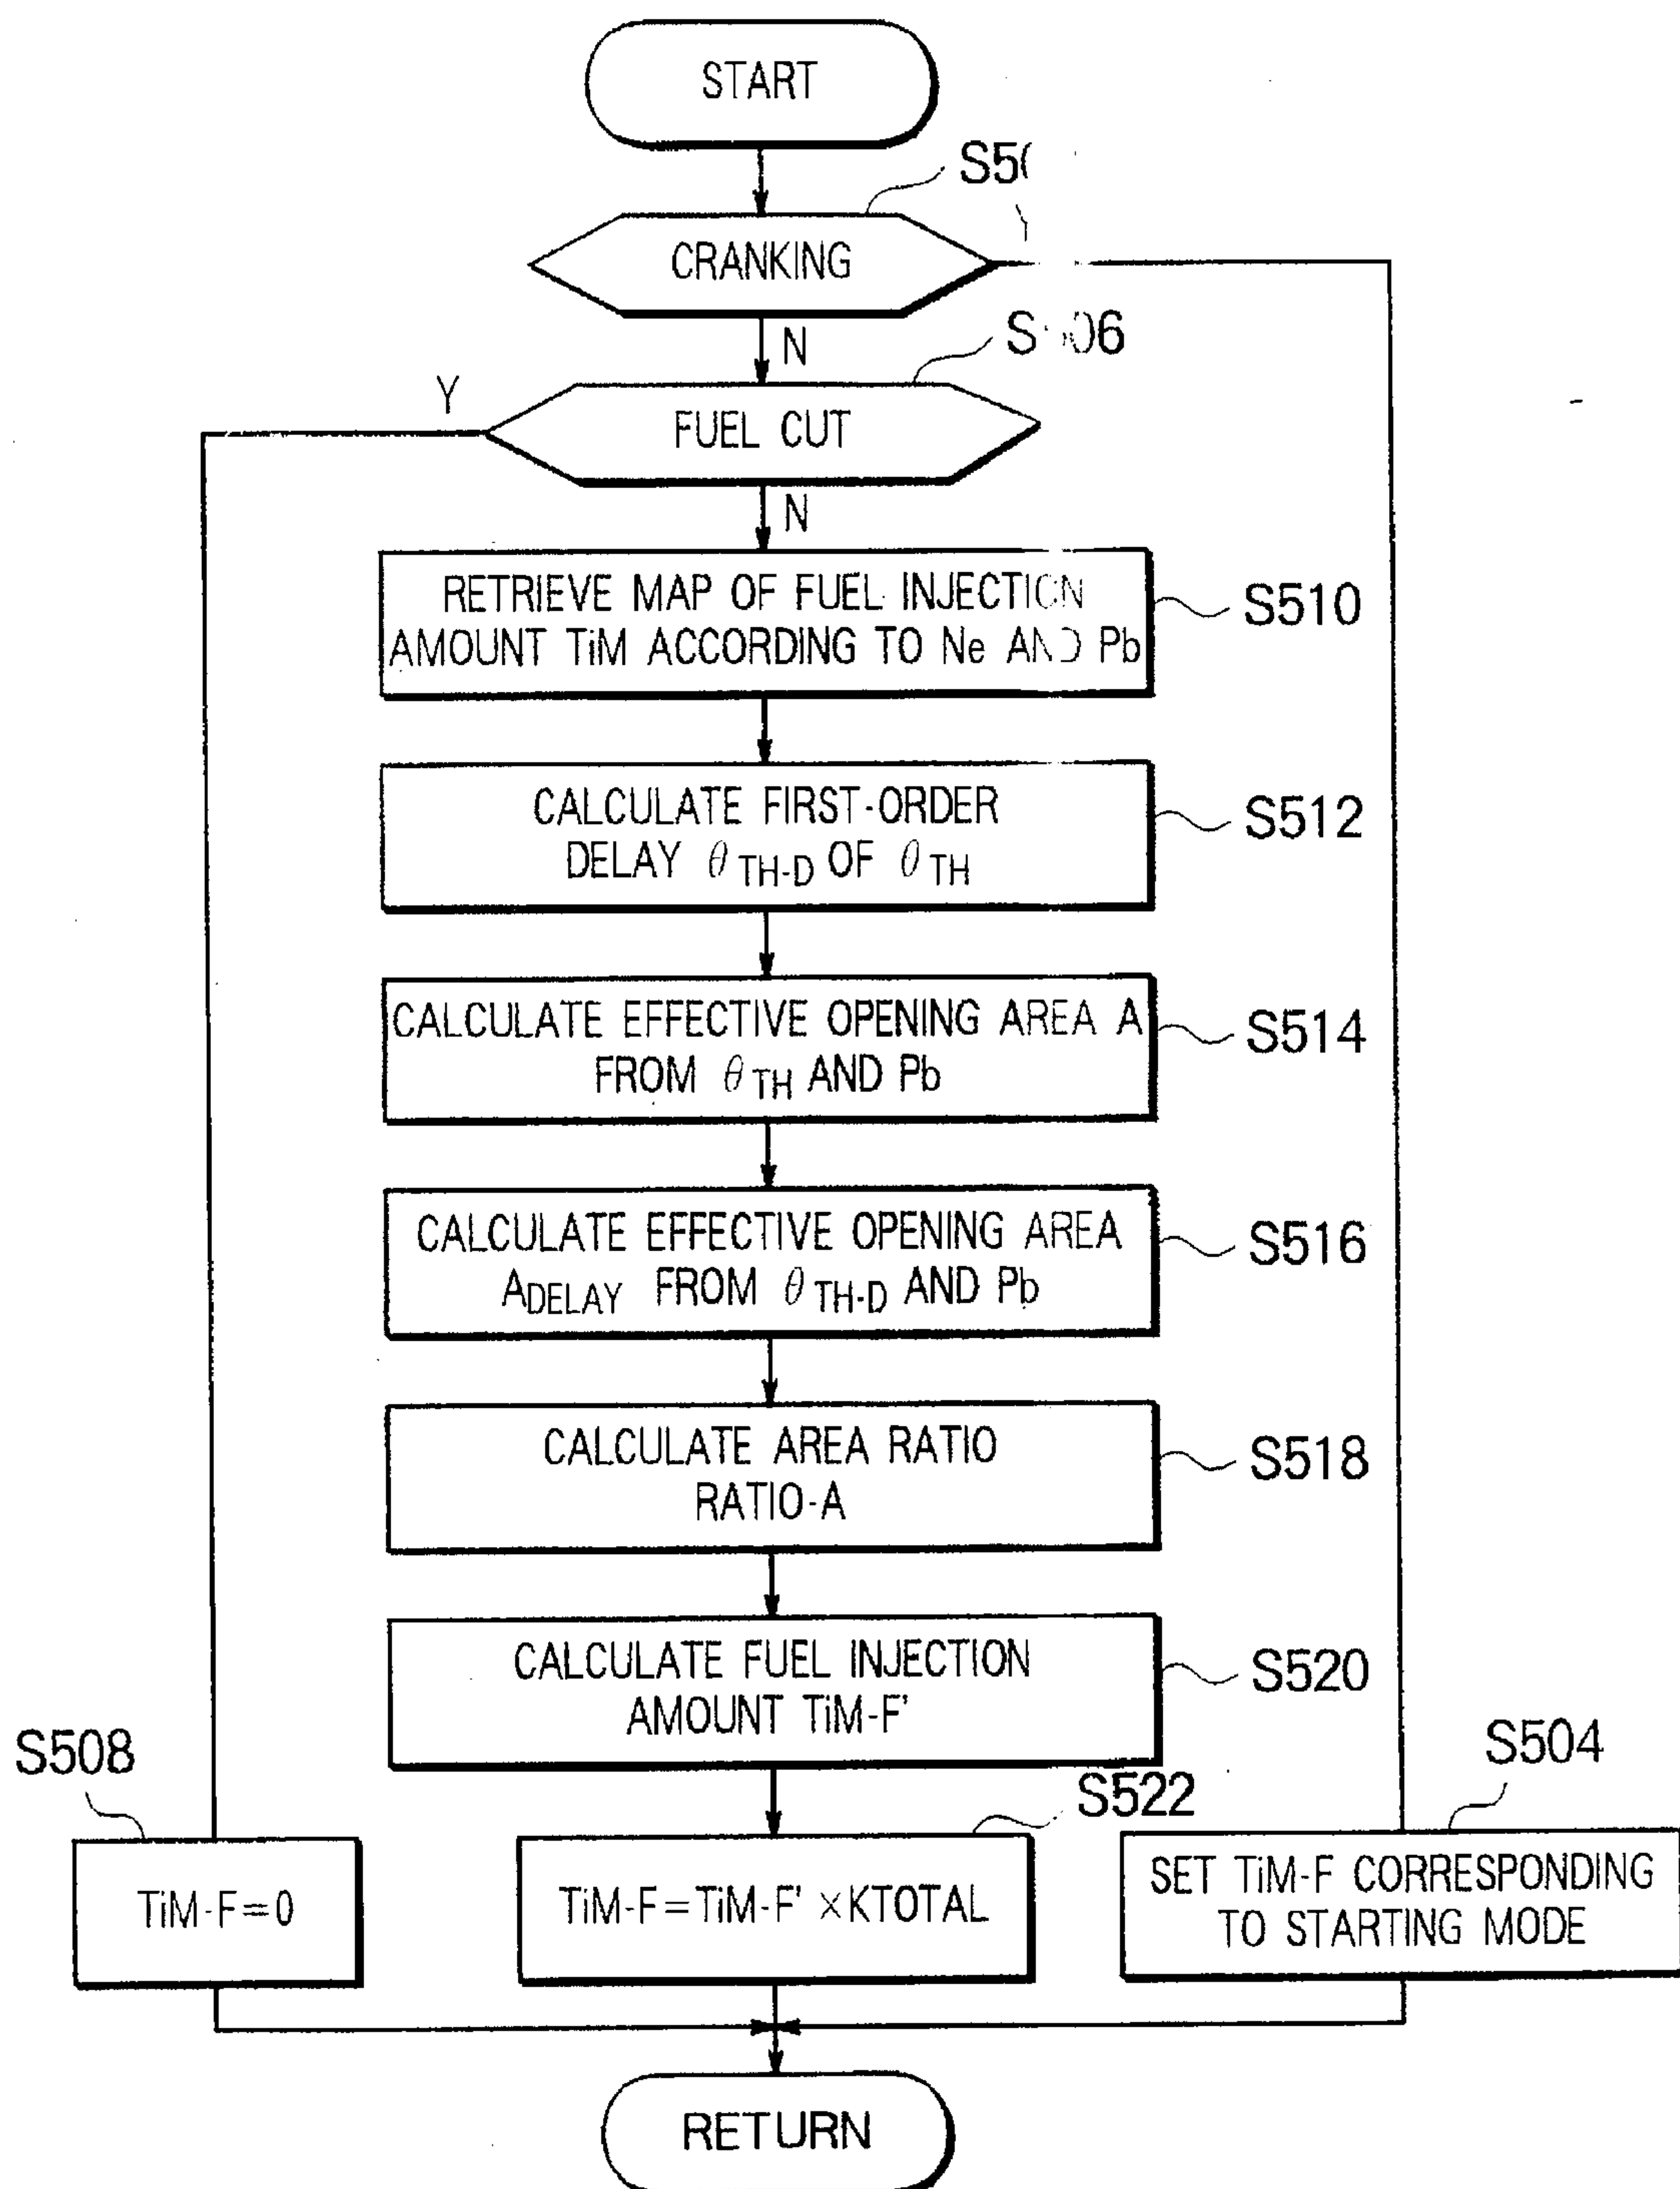 START
CRANKING
N
Y
FUEL CUT
N
RETRIEVE MAP OF FUEL INJECTION
AMOUNT TiM ACCORDING TO Ne AND Pb
S510
CALCULATE FIRST-ORDER
DELAY θTH-D OF θTH
S512
CALCULATE EFFECTIVE OPENING AREA A
FROM θTH AND Pb
S514
CALCULATE EFFECTIVE OPENING AREA
ADELAY FROM θTH-D AND Pb
S516
CALCULATE AREA RATIO
RATIO-A
S518
CALCULATE FUEL INJECTION
AMOUNT TiM-F'
S520
S508
S522
S504
TiM-F=0
TiM-F=TiM-F' ×KTOTAL
SET TiM-F CORRESPONDING
TO STARTING MODE
RETURN